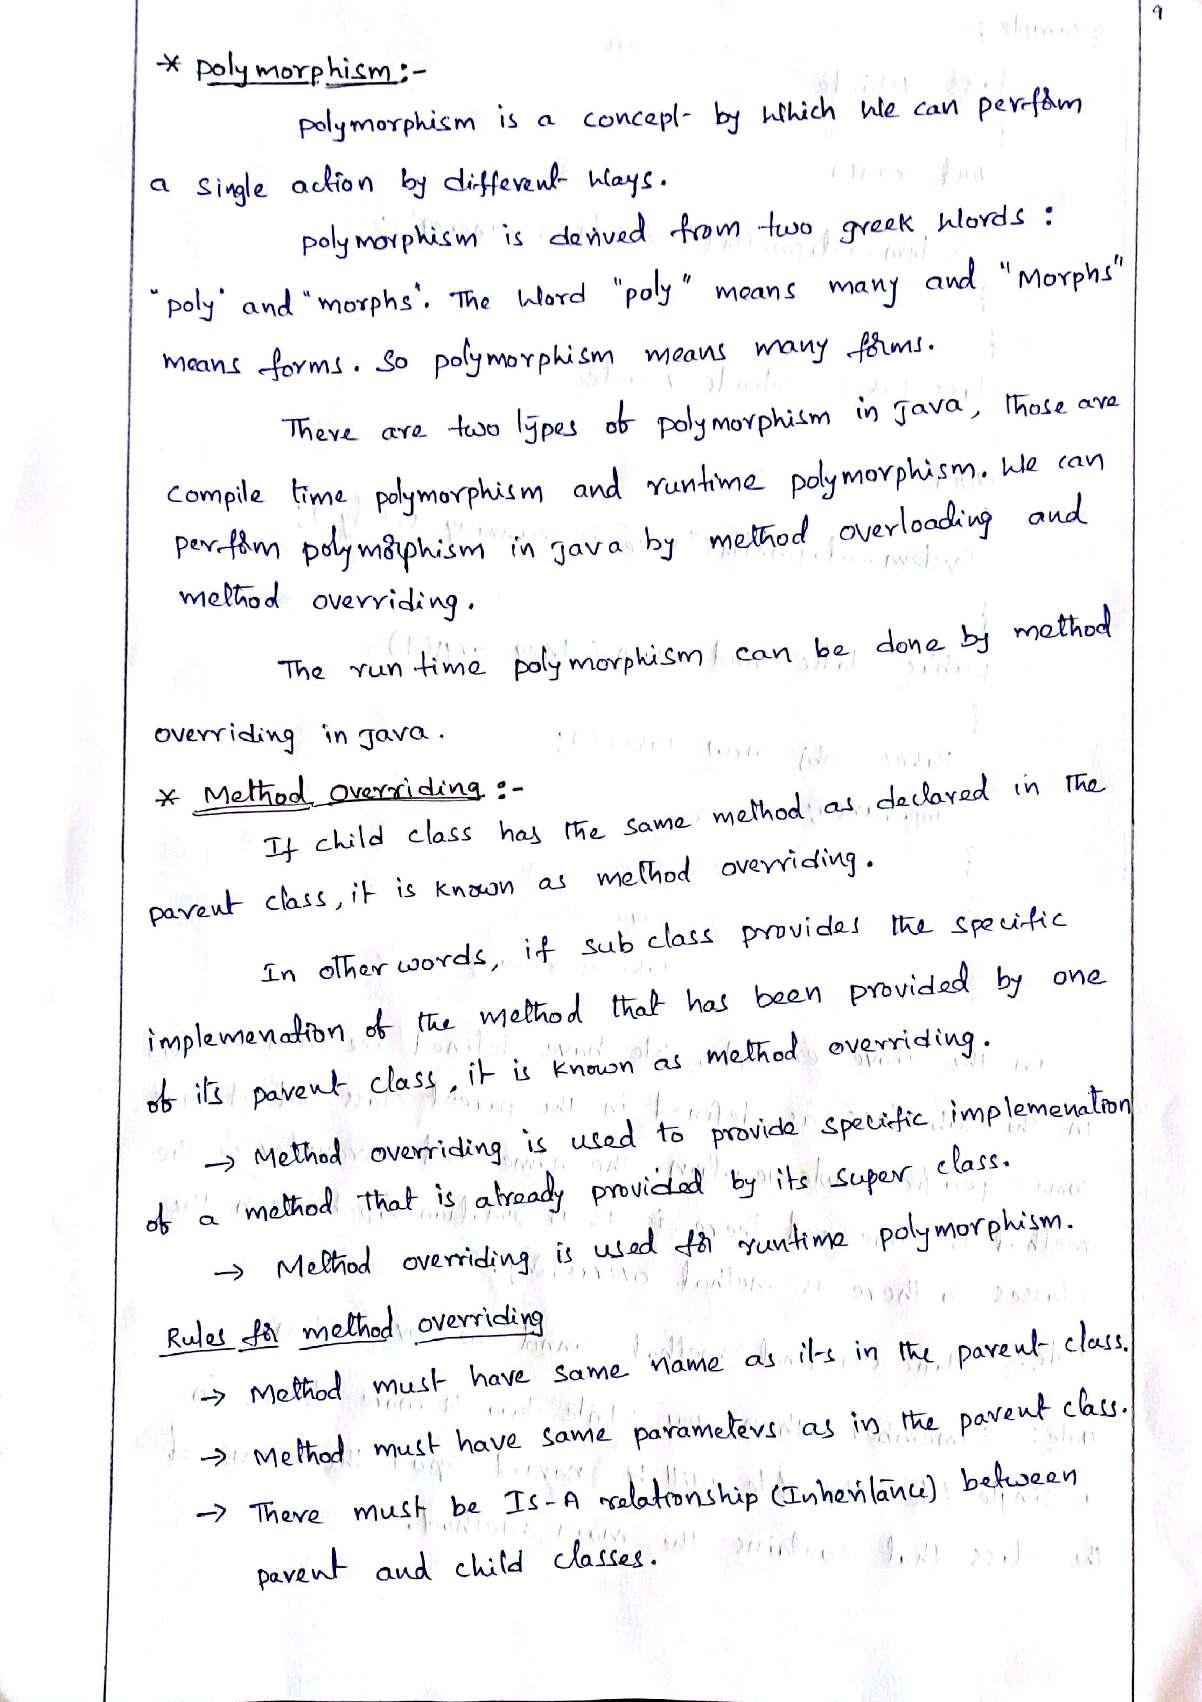 9
* polymorphism :-
polymorphism is a concept by which we can perform
a single action by different ways.
polymorphism is derived from two greek words :
"poly" and "morphs". The word "poly" means many and "Morphs"
means forms. So polymorphism means many forms.
There are two types of polymorphism in java, those are
compile time polymorphism and runtime polymorphism. We can
perform polymorphism in java by method overloading and
method overriding.
The run time polymorphism can be done by method
overriding in java.
* Method overriding :-
If child class has the same method as declared in the
parent class, it is known as method overriding.
In other words, if sub class provides the specific
implemenation of the method that has been provided by one
of its parent class, it is known as method overriding.
→ Method overriding is used to provide specific implemenation
of a method that is already provided by its super class.
→ Method overriding is used for runtime polymorphism.
Rules for method overriding
→ Method must have same name as its in the parent class.
→ Method must have same parameters as in the parent class.
→ There must be IS-A relationship (Inheritance) between
parent and child classes.